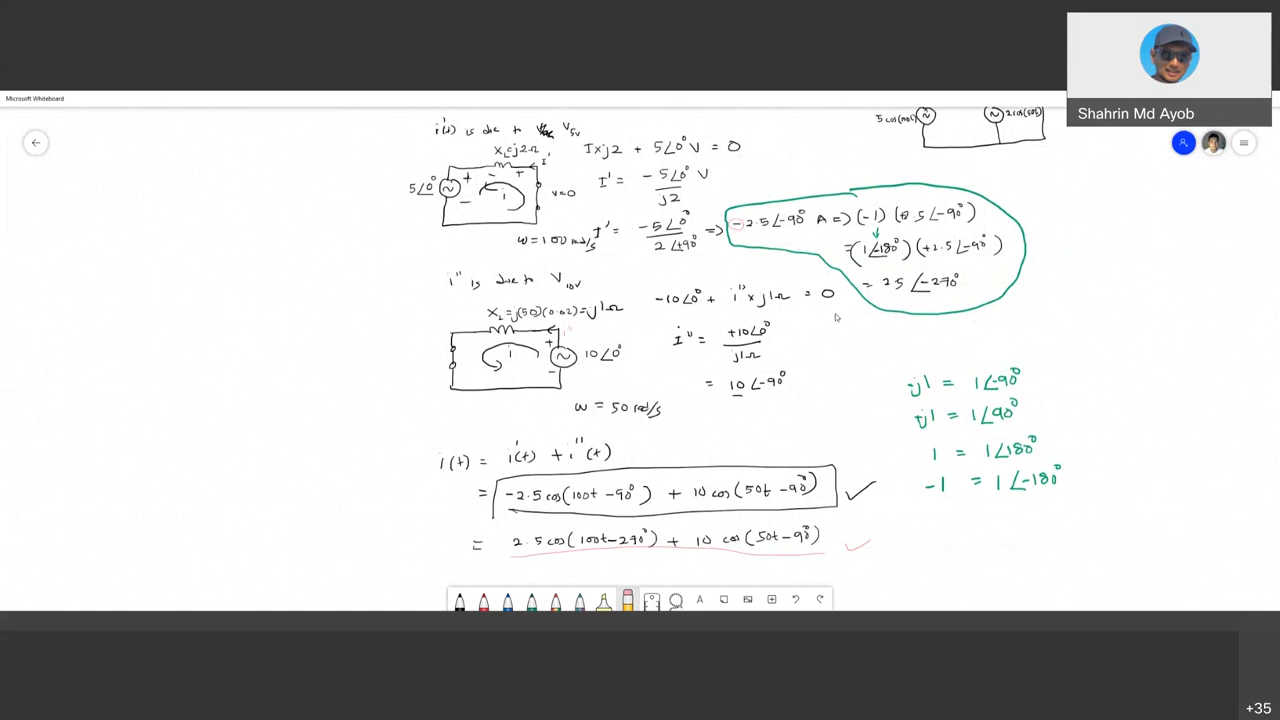 Shahrin Md Ayob
Microsoft Whiteboard
5 cos(100t)
2 cos(50t)
i'(t) is due to V5v
XL=j2Ω
I'
5∠0°
+
−
− +
i
V=0
ω=100 rad/s
I×j2 + 5∠0° V = 0
I' = −5∠0° V / j2
I' = −5∠0° / 2∠+90° => −2.5∠−90° A => (−1) (+2.5∠−90°)
=(1∠180°) (+2.5∠−90°)
= 2.5∠−270°
i'' is due to V10v
XL=j(50)(0.02)=j1Ω
i''
i
+
−
10∠0°
ω = 50 rad/s
−10∠0° + i''×j1Ω = 0
I'' = +10∠0° / j1Ω
= 10∠−90°
-j1 = 1∠-90°
+j1 = 1∠90°
1 = 1∠180°
-1 = 1∠-180°
i(t) = i'(t) + i''(t)
= −2.5cos(100t −90°) + 10 cos(50t −90°)
= 2.5cos(100t−270°) + 10 cos(50t−90°)
A
+35